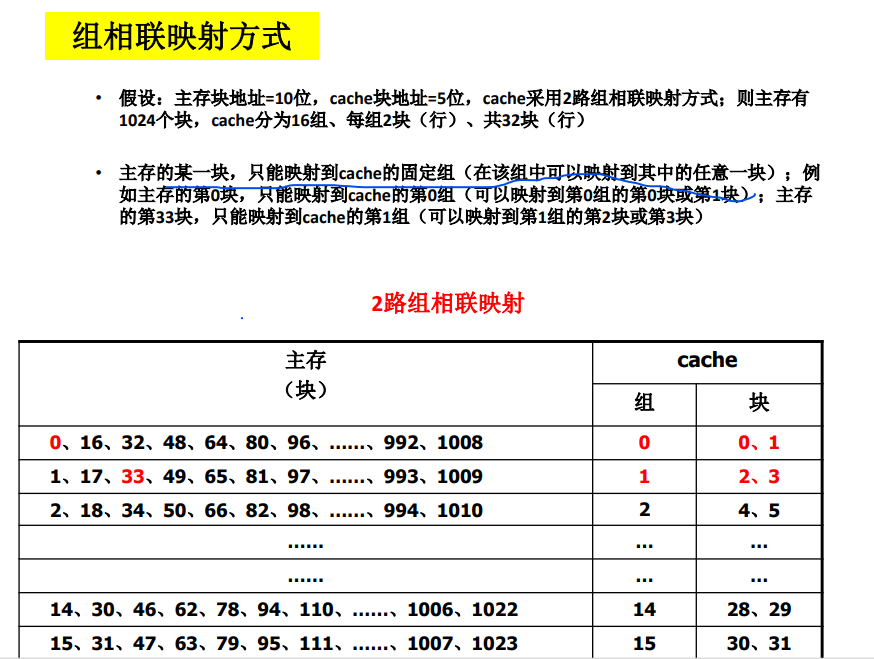 组相联映射方式
• 假设：主存块地址=10位，cache块地址=5位，cache采用2路组相联映射方式；则主存有
1024个块，cache分为16组、每组2块（行）、共32块（行）
• 主存的某一块，只能映射到cache的固定组（在该组中可以映射到其中的任意一块）；例
如主存的第0块，只能映射到cache的第0组（可以映射到第0组的第0块或第1块）；主存
的第33块，只能映射到cache的第1组（可以映射到第1组的第2块或第3块）
2路组相联映射
主存
（块）
cache
组 块
0、16、32、48、64、80、96、……、992、1008 0 0、1
1、17、33、49、65、81、97、……、993、1009 1 2、3
2、18、34、50、66、82、98、……、994、1010 2 4、5
…… … …
…… … …
14、30、46、62、78、94、110、……、1006、1022 14 28、29
15、31、47、63、79、95、111、……、1007、1023 15 30、31